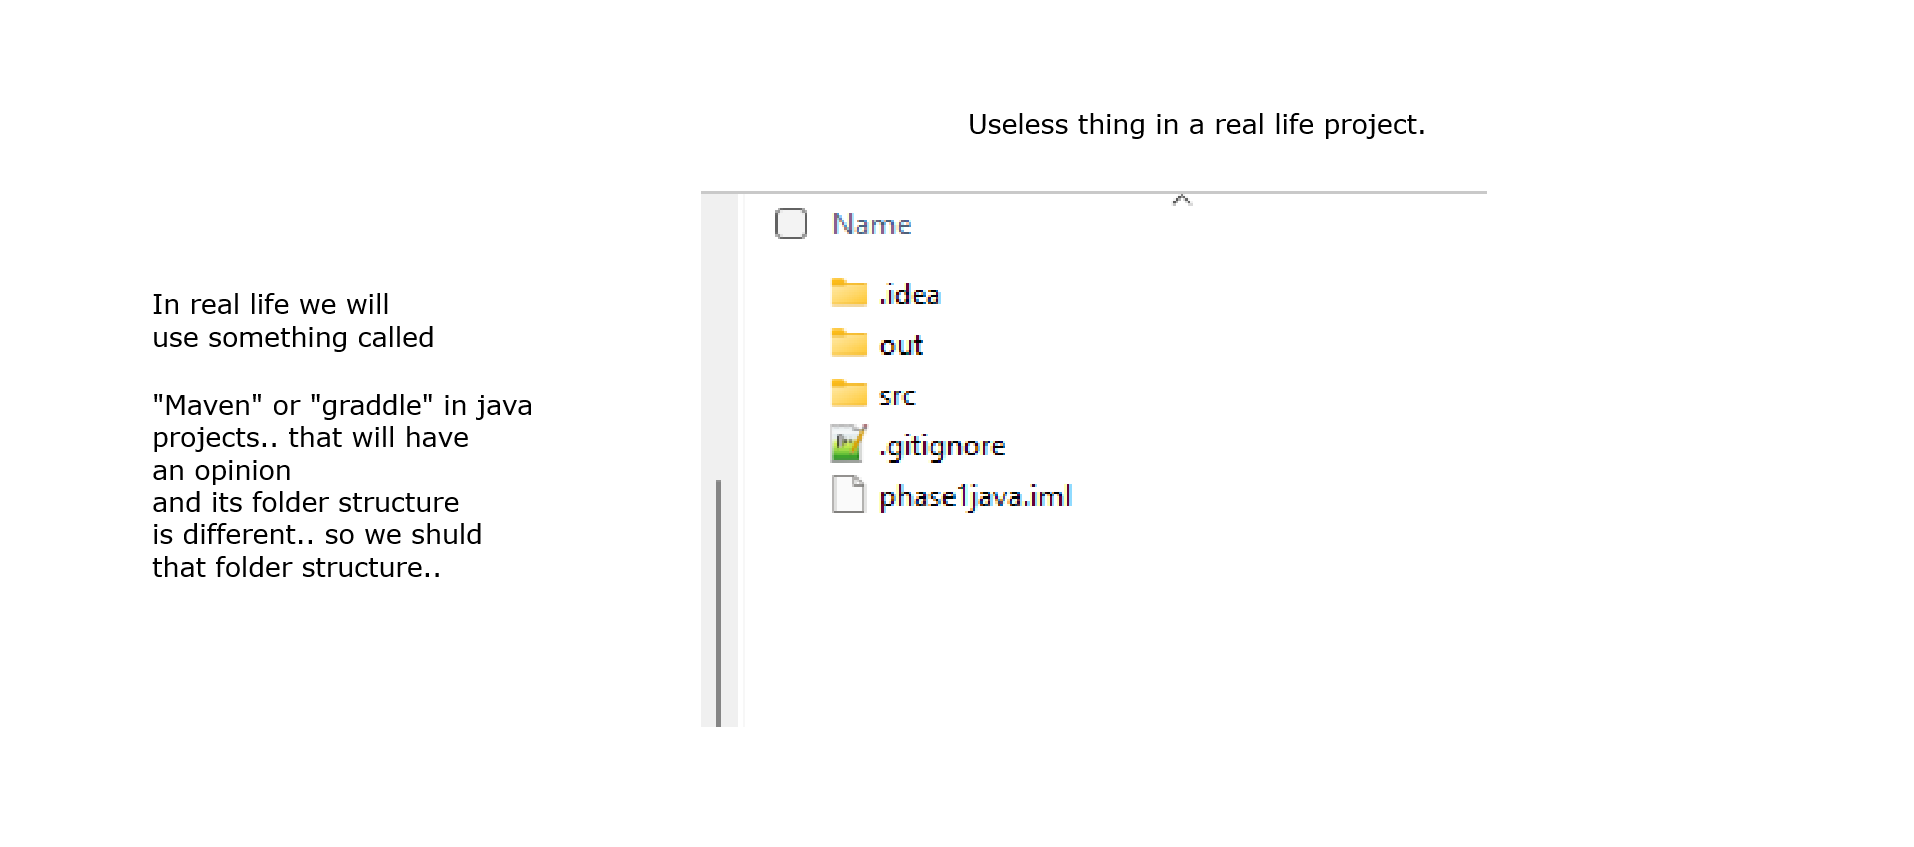 Useless thing in a real life project.
In real life we will
use something called
"Maven" or "graddle" in java
projects.. that will have
an opinion
and its folder structure
is different.. so we shuld
that folder structure..
Name
.idea
out
src
.gitignore
phase1java.iml